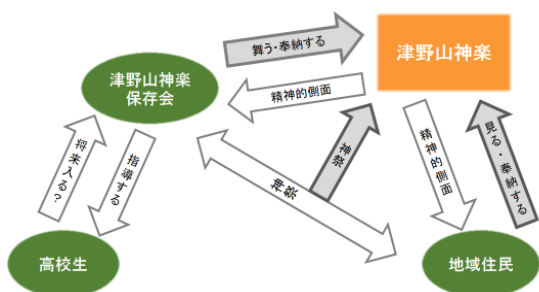 舞う・奉納する
津野山神楽
津野山神楽
保存会
精神的側面
神祭
精神的側面
見る・奉納する
将来入る？
指導する
神祭
高校生
地域住民